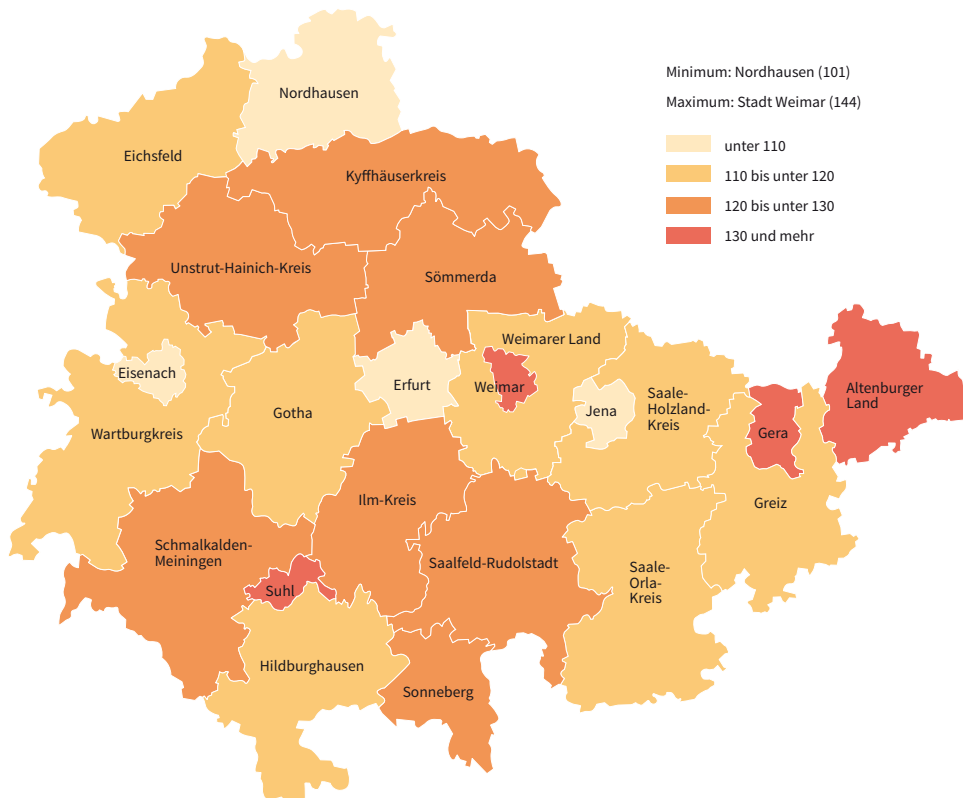 Minimum: Nordhausen (101)
Maximum: Stadt Weimar (144)
unter 110
110 bis unter 120
120 bis unter 130
130 und mehr
Nordhausen
Eichsfeld
Kyffhäuserkreis
Unstrut-Hainich-Kreis
Sömmerda
Weimarer Land
Eisenach
Erfurt
Weimar
Jena
Saale-
Holzland-
Kreis
Altenburger
Land
Gotha
Wartburgkreis
Gera
Ilm-Kreis
Greiz
Schmalkalden-
Meiningen
Saalfeld-Rudolstadt
Saale-
Orla-
Kreis
Suhl
Hildburghausen
Sonneberg